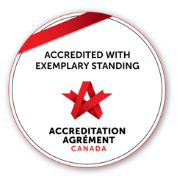 ACCREDITED WITH
EXEMPLARY STANDING
ACCREDITATION
AGRÉMENT
CANADA